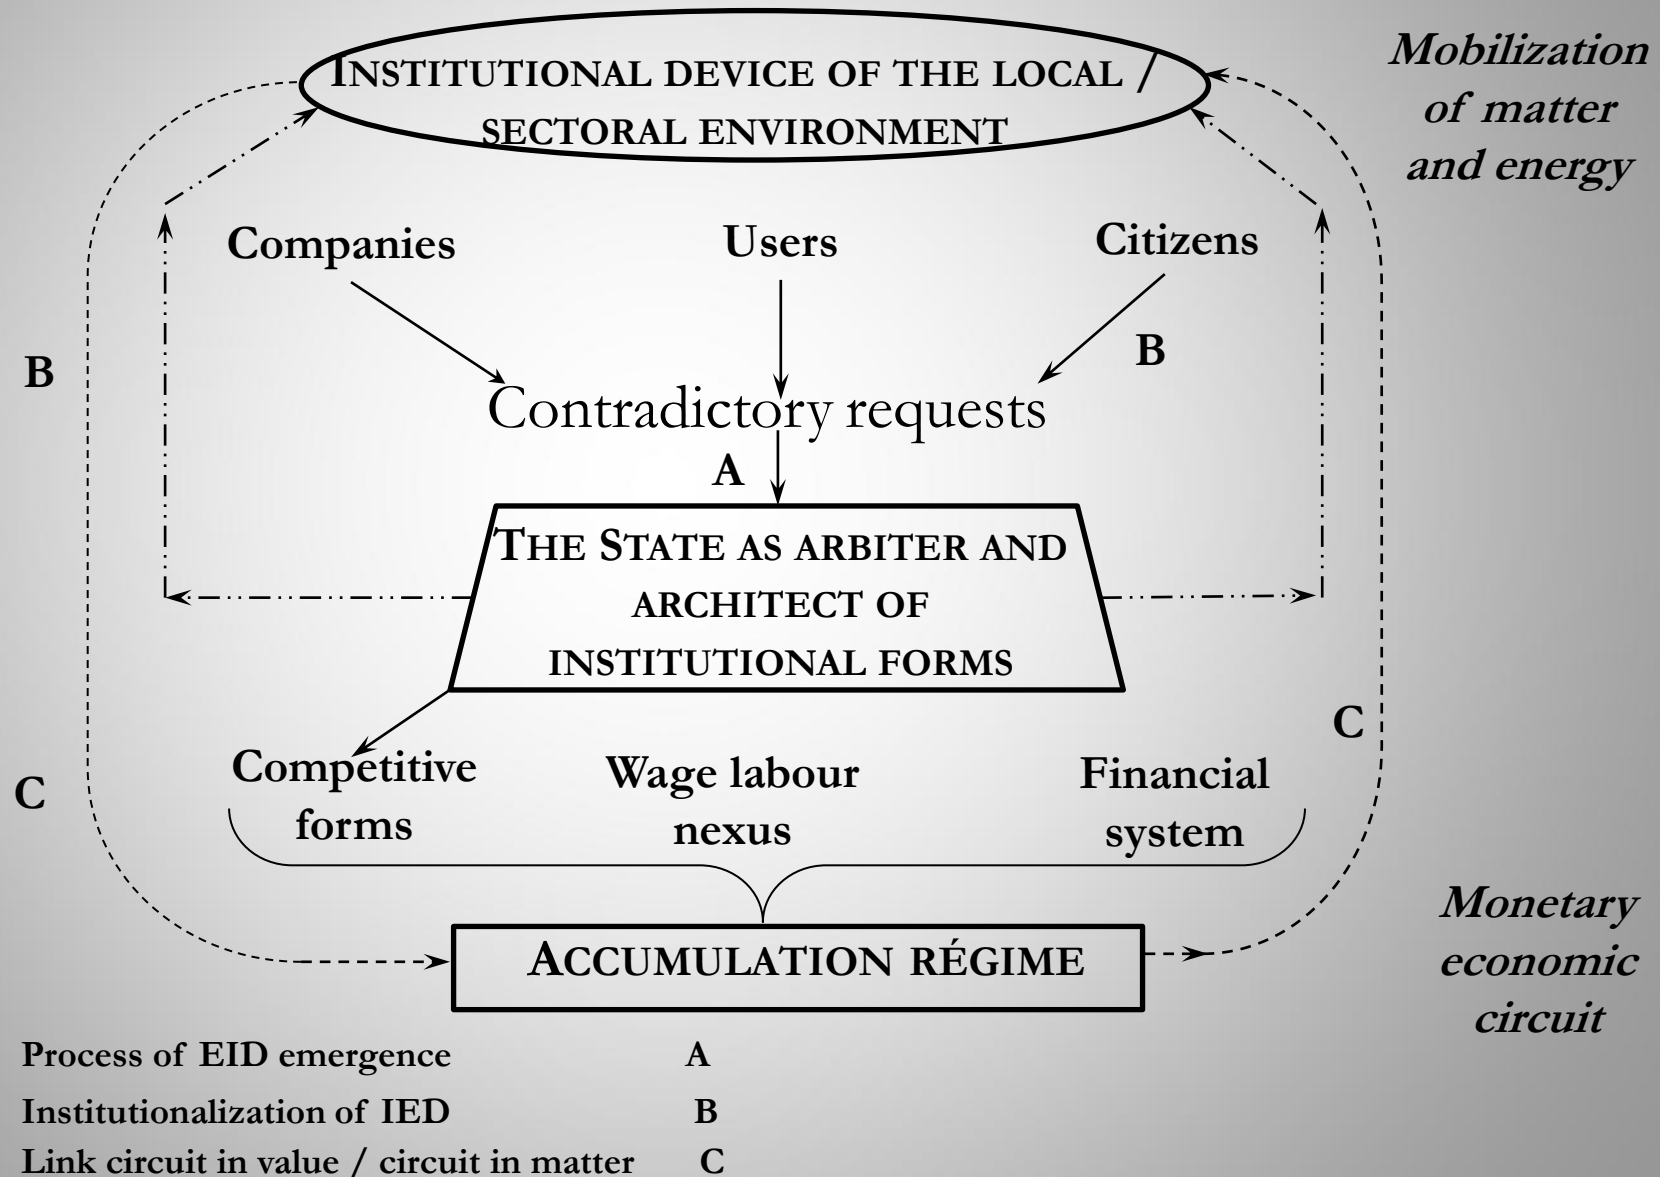 INSTITUTIONAL DEVICE OF THE LOCAL /
SECTORAL ENVIRONMENT
Mobilization
of matter
and energy
Companies
Users
Citizens
B
B
Contradictory requests
A
THE STATE AS ARBITER AND
ARCHITECT OF
INSTITUTIONAL FORMS
C
C
Competitive
forms
Wage labour
nexus
Financial
system
ACCUMULATION RÉGIME
Monetary
economic
circuit
Process of EID emergence A
Institutionalization of IED B
Link circuit in value / circuit in matter C